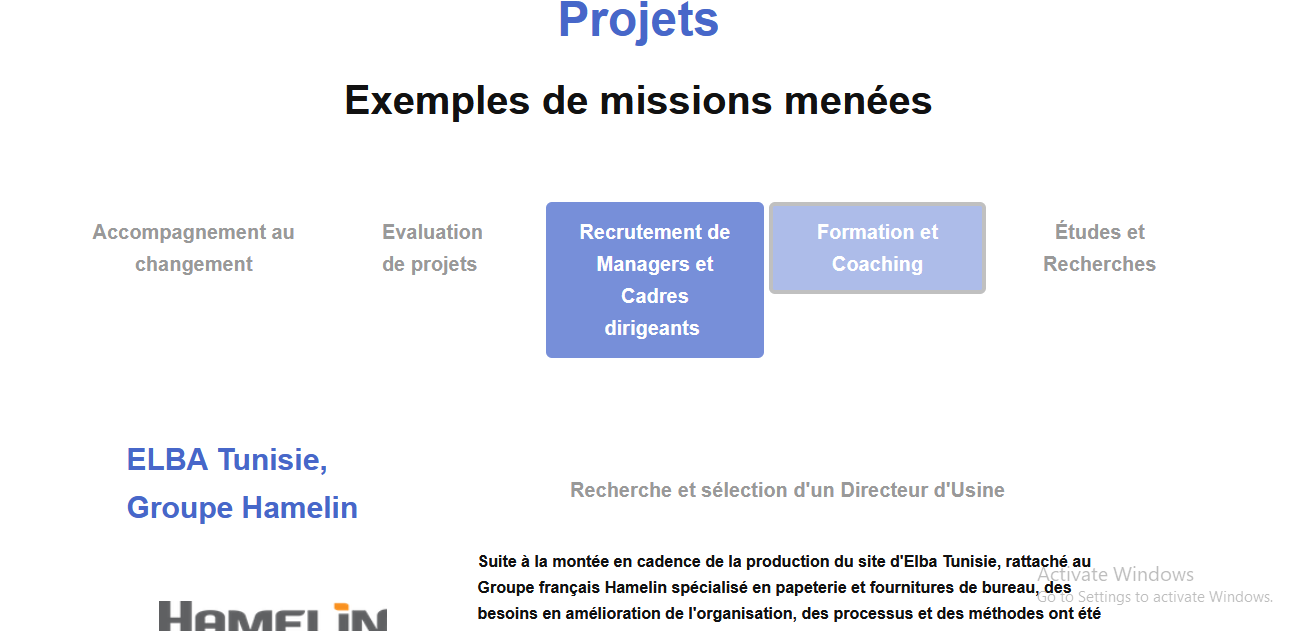 Projets
Exemples de missions menées
Accompagnement au
changement
Evaluation
de projets
Recrutement de
Managers et
Cadres
dirigeants
Formation et
Coaching
Études et
Recherches
ELBA Tunisie,
Groupe Hamelin
HAMELIN
Recherche et sélection d'un Directeur d'Usine
Suite à la montée en cadence de la production du site d'Elba Tunisie, rattaché au
Groupe français Hamelin spécialisé en papeterie et fournitures de bureau, des
besoins en amélioration de l'organisation, des processus et des méthodes ont été
Activate Windows
Go to Settings to activate Windows.